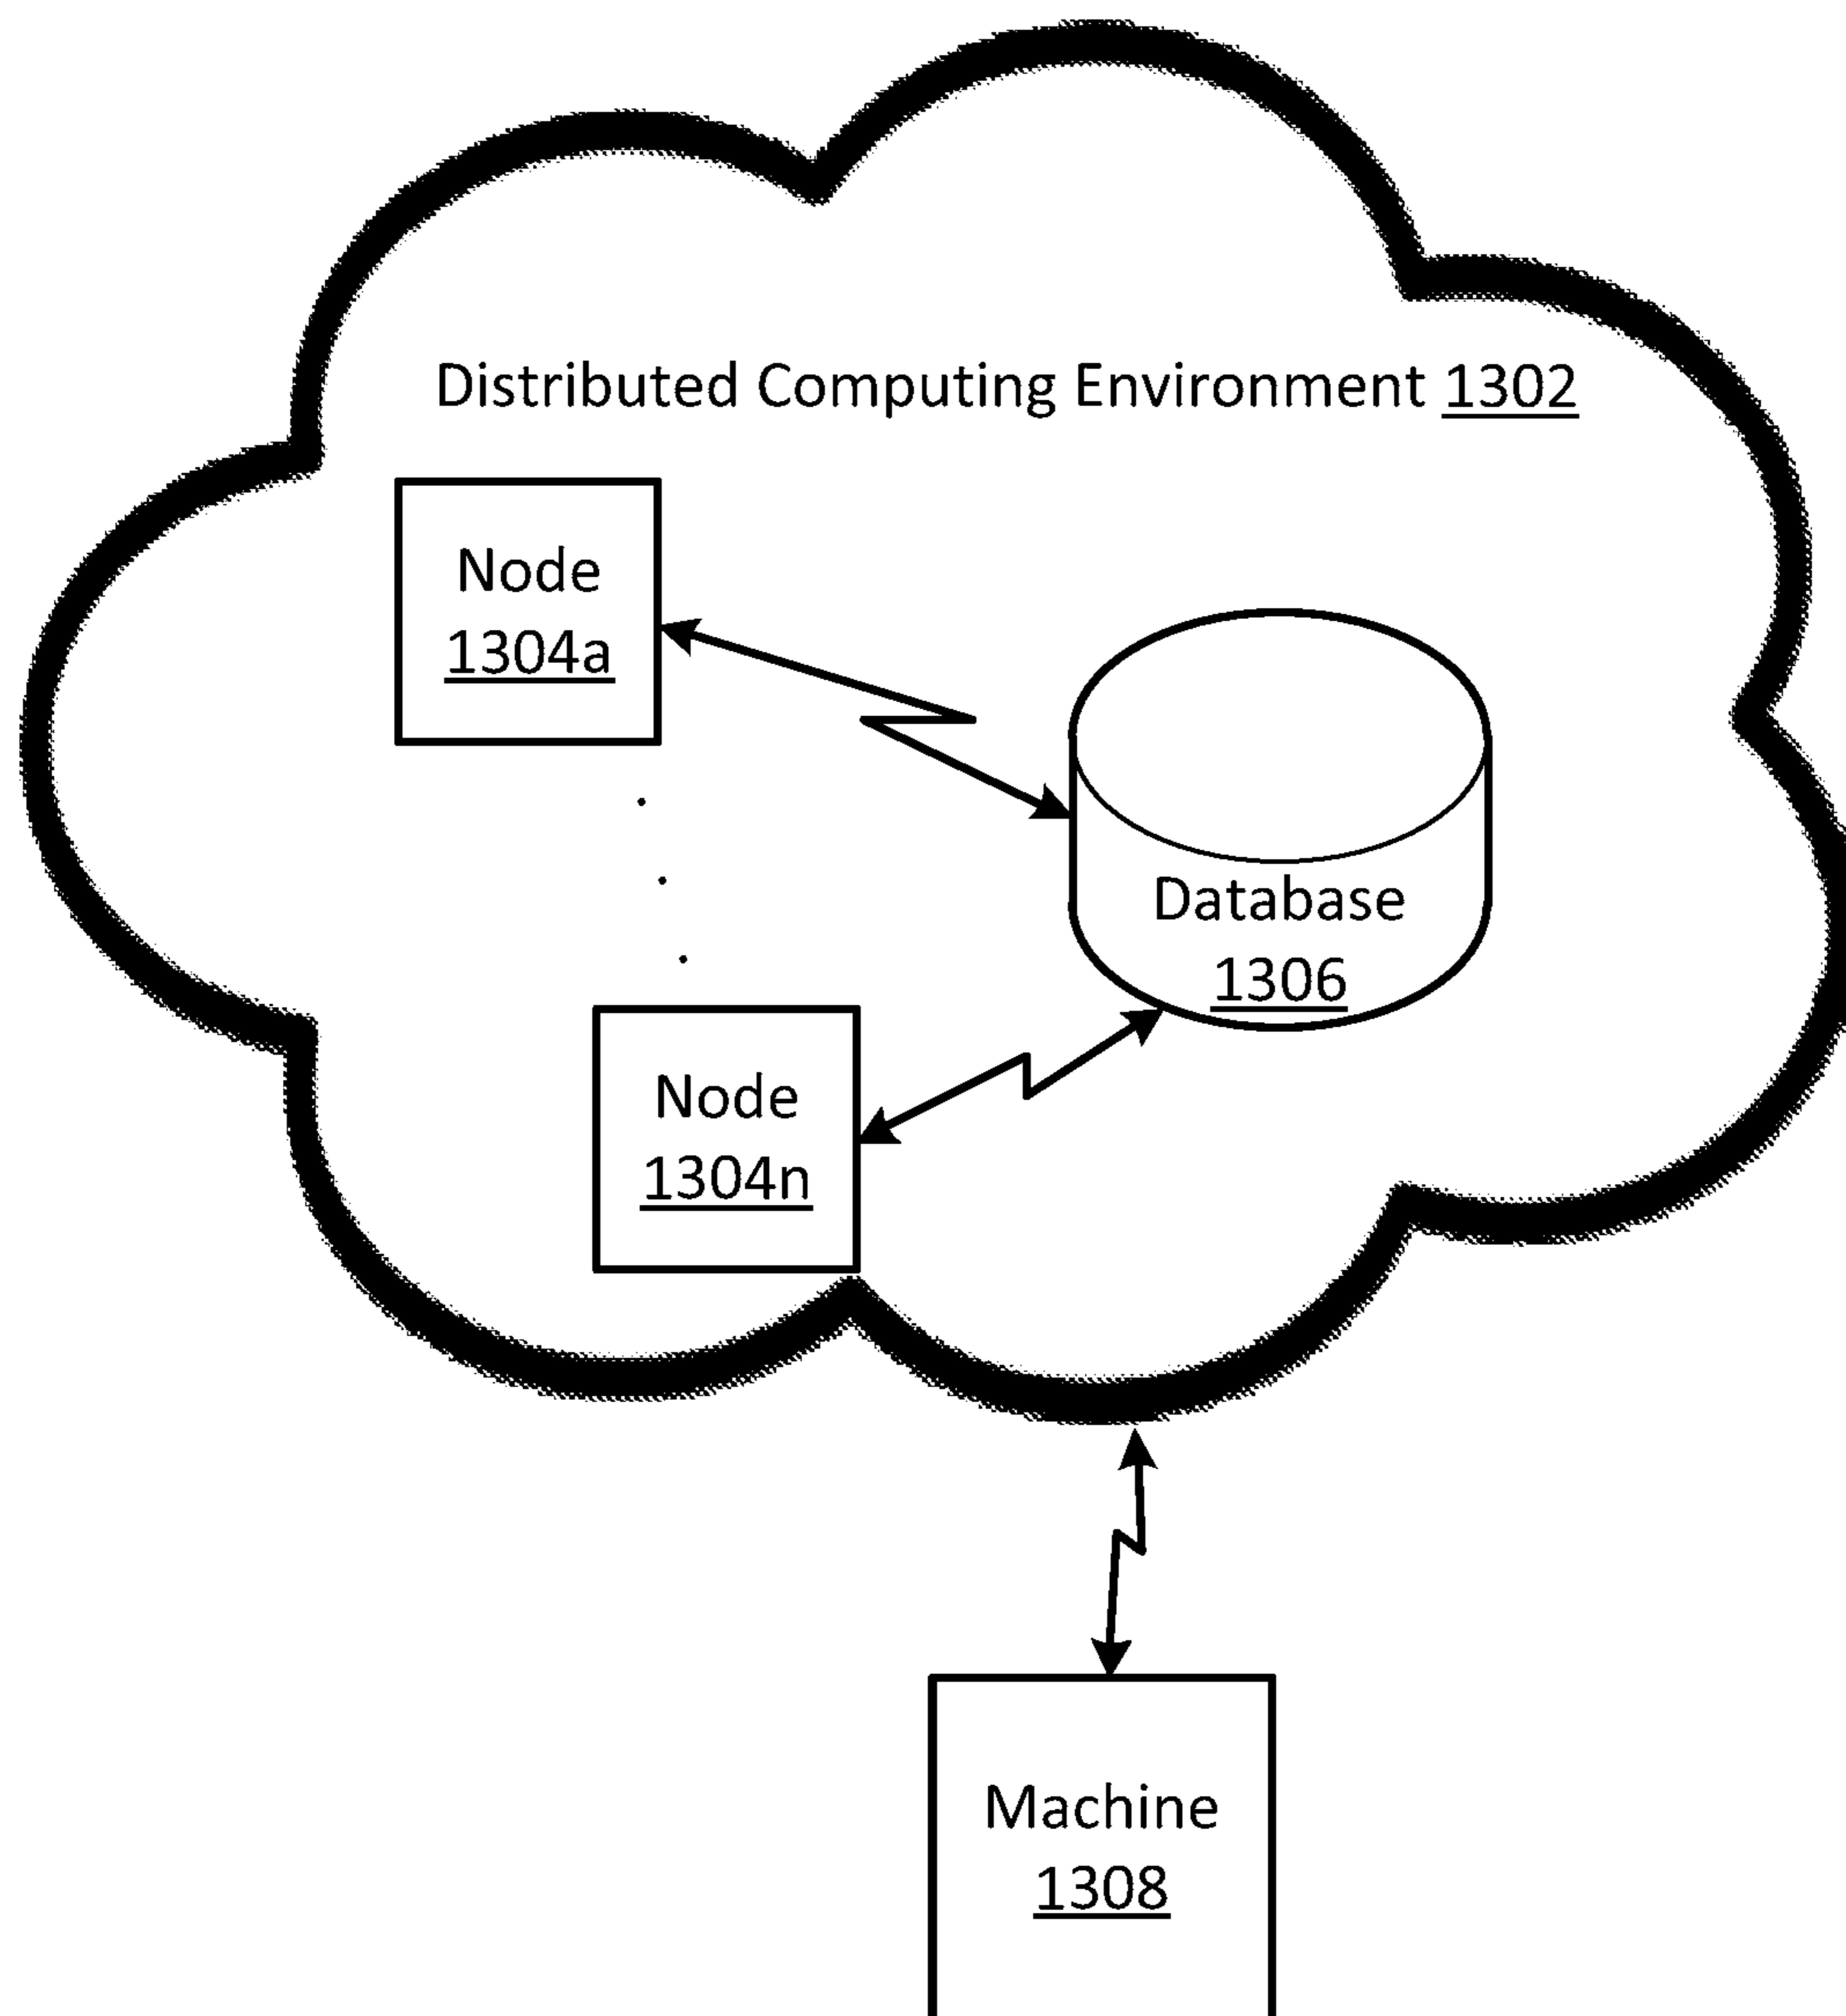 Distributed Computing Environment 1302
Node
1304a
Database
1306
Node
1304n
Machine
1308